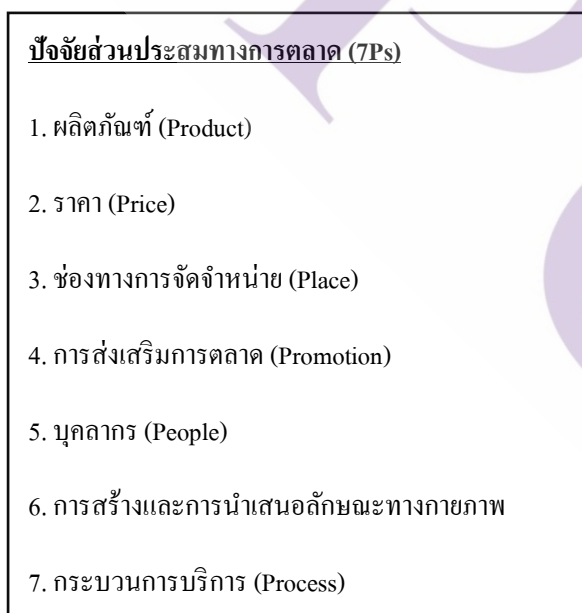 ปัจจัยส่วนประสมทางการตลาด (7Ps)
1. ผลิตภัณฑ์ (Product)
2. ราคา (Price)
3. ช่องทางการจัดจำหน่าย (Place)
4. การส่งเสริมการตลาด (Promotion)
5. บุคลากร (People)
6. การสร้างและการนำเสนอลักษณะทางกายภาพ
7. กระบวนการบริการ (Process)